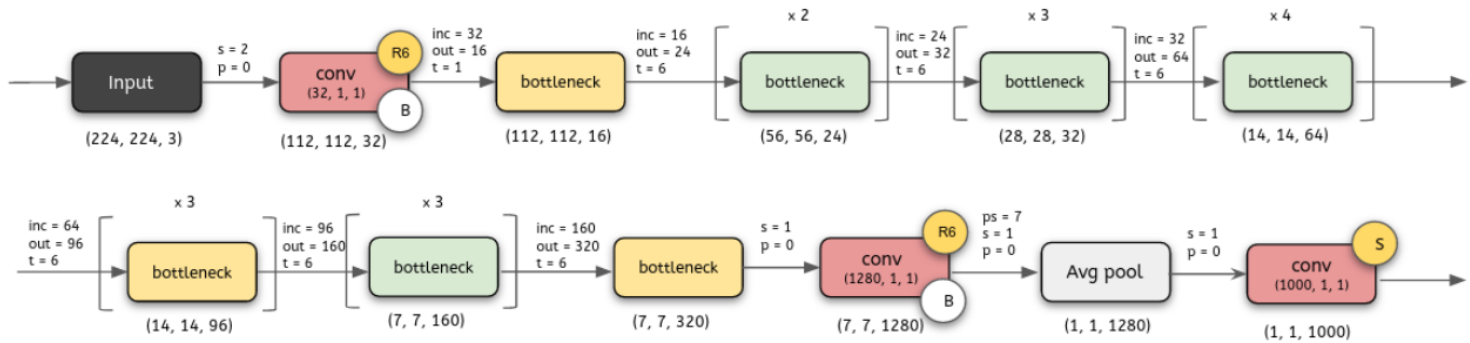 x 2
x 3
x 4
s = 2
p = 0
inc = 32
out = 16
t = 1
inc = 16
out = 24
t = 6
inc = 24
out = 32
t = 6
inc = 32
out = 64
t = 6
Input
conv
(32, 1, 1)
R6
B
bottleneck
bottleneck
bottleneck
bottleneck
(224, 224, 3)
(112, 112, 32)
(112, 112, 16)
(56, 56, 24)
(28, 28, 32)
(14, 14, 64)
x 3
x 3
inc = 64
out = 96
t = 6
inc = 96
out = 160
t = 6
inc = 160
out = 320
t = 6
s = 1
p = 0
ps = 7
s = 1
p = 0
s = 1
p = 0
bottleneck
bottleneck
bottleneck
conv
(1280, 1, 1)
R6
B
Avg pool
conv
(1000, 1, 1)
S
(14, 14, 96)
(7, 7, 160)
(7, 7, 320)
(7, 7, 1280)
(1, 1, 1280)
(1, 1, 1000)